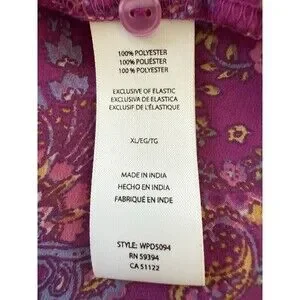 100% POLYESTER
100% POLIÉSTER
100% POLYESTER
EXCLUSIVE OF ELASTIC
EXCLUSIVA DE ELASTICA
EXCLUSIF DE L'ÉLASTIQUE
XL/EG/TG
MADE IN INDIA
HECHO EN INDIA
FABRIQUÉ EN INDE
STYLE: WPD5094
RN 59394
CA 51122